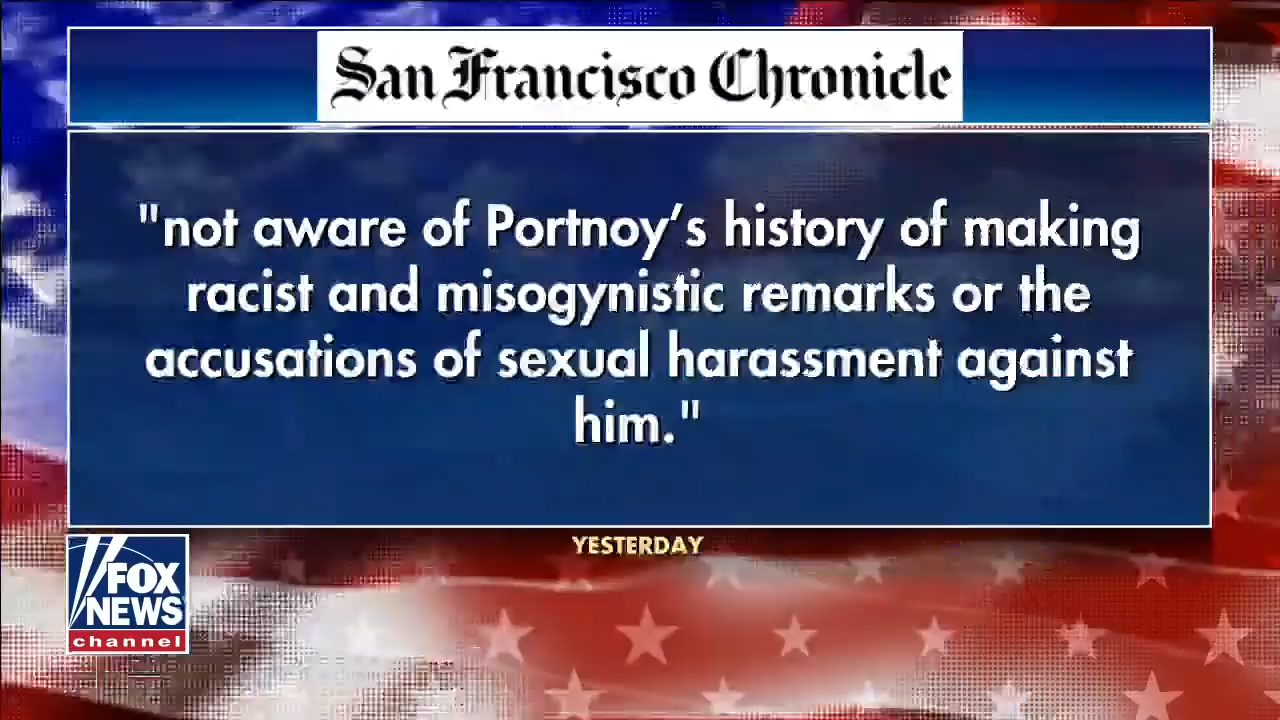 San Francisco Chronicle
"not aware of Portnoy's history of making
racist and misogynistic remarks or the
accusations of sexual harassment against
him."
YESTERDAY
FOX
NEWS
channel